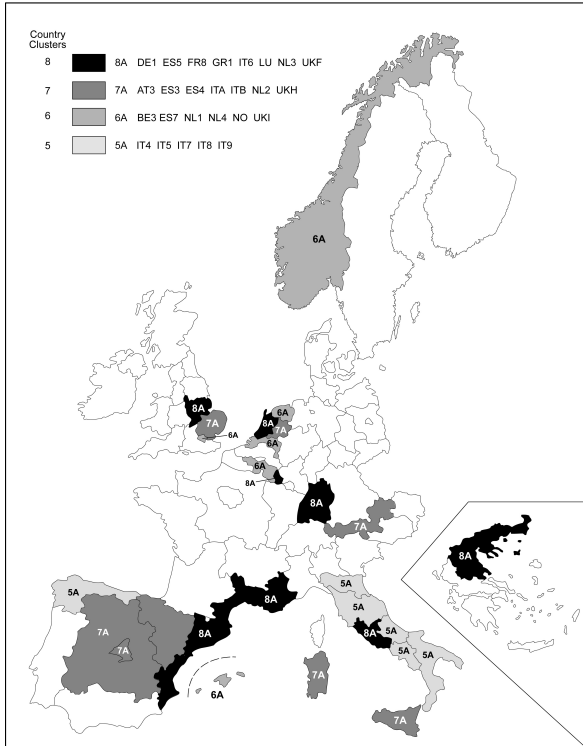 Country
Clusters
8 8A DE1 ES5 FR8 GR1 IT6 LU NL3 UKF
7 7A AT3 ES3 ES4 ITA ITB NL2 UKH
6 6A BE3 ES7 NL1 NL4 NO UKI
5 5A IT4 IT5 IT7 IT8 IT9
6A
8A
7A
6A
6A
8A
7A
6A
6A
8A
8A
7A
8A
8A
5A
5A
5A
8A
5A
5A
5A
7A
7A
8A
6A
7A
7A